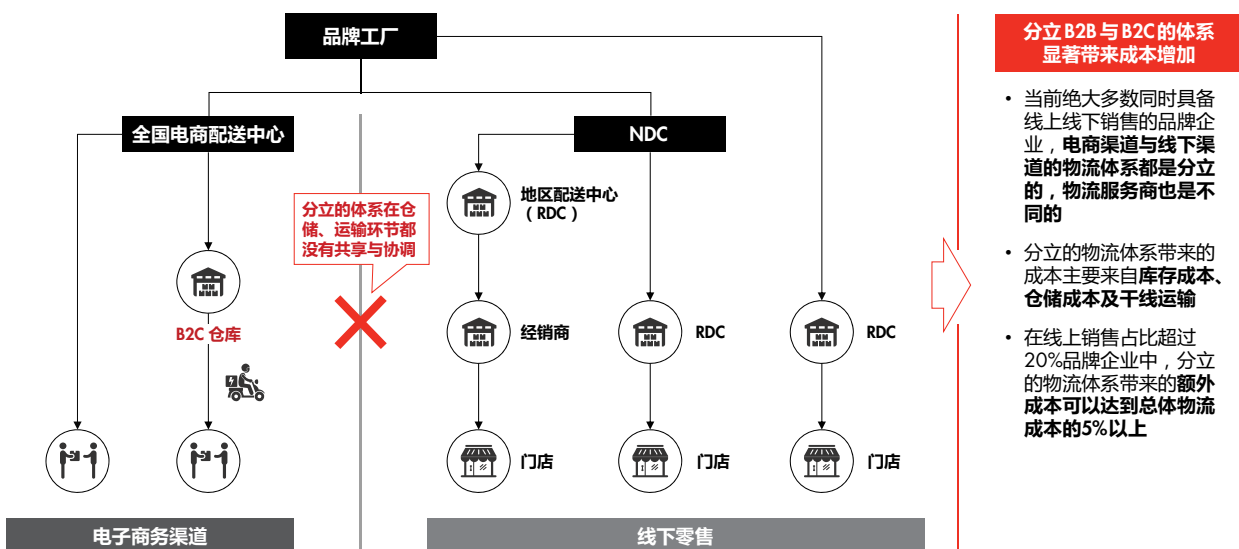 品牌工厂
全国电商配送中心
NDC
地区配送中心
（RDC）
分立的体系在仓
储、运输环节都
没有共享与协调
B2C 仓库
经销商
RDC
RDC
门店
门店
门店
电子商务渠道
线下零售
分立B2B与B2C的体系
显著带来成本增加
• 当前绝大多数同时具备
线上线下销售的品牌企
业，电商渠道与线下渠
道的物流体系都是分立
的，物流服务商也是不
同的
• 分立的物流体系带来的
成本主要来自库存成本、
仓储成本及干线运输
• 在线上销售占比超过
20%品牌企业中，分立
的物流体系带来的额外
成本可以达到总体物流
成本的5%以上